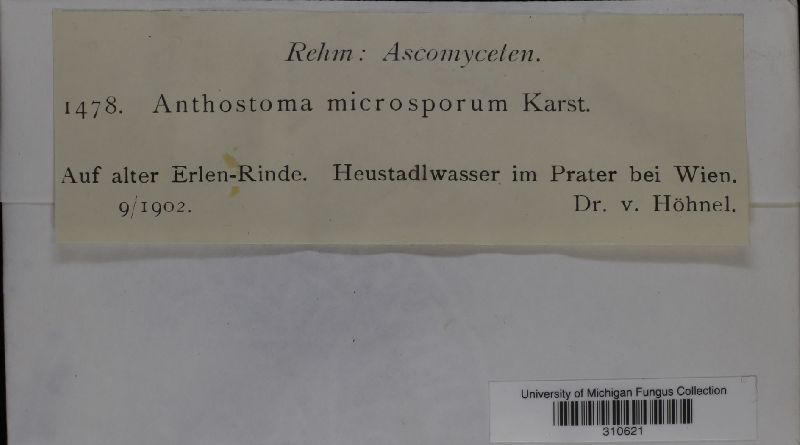 Rehm: Ascomyceten.
1478. Anthostoma microsporum Karst.
Auf alter Erlen-Rinde. Heustadlwasser im Prater bei Wien.
9/1902. Dr. v. Höhnel.
University of Michigan Fungus Collection
310621